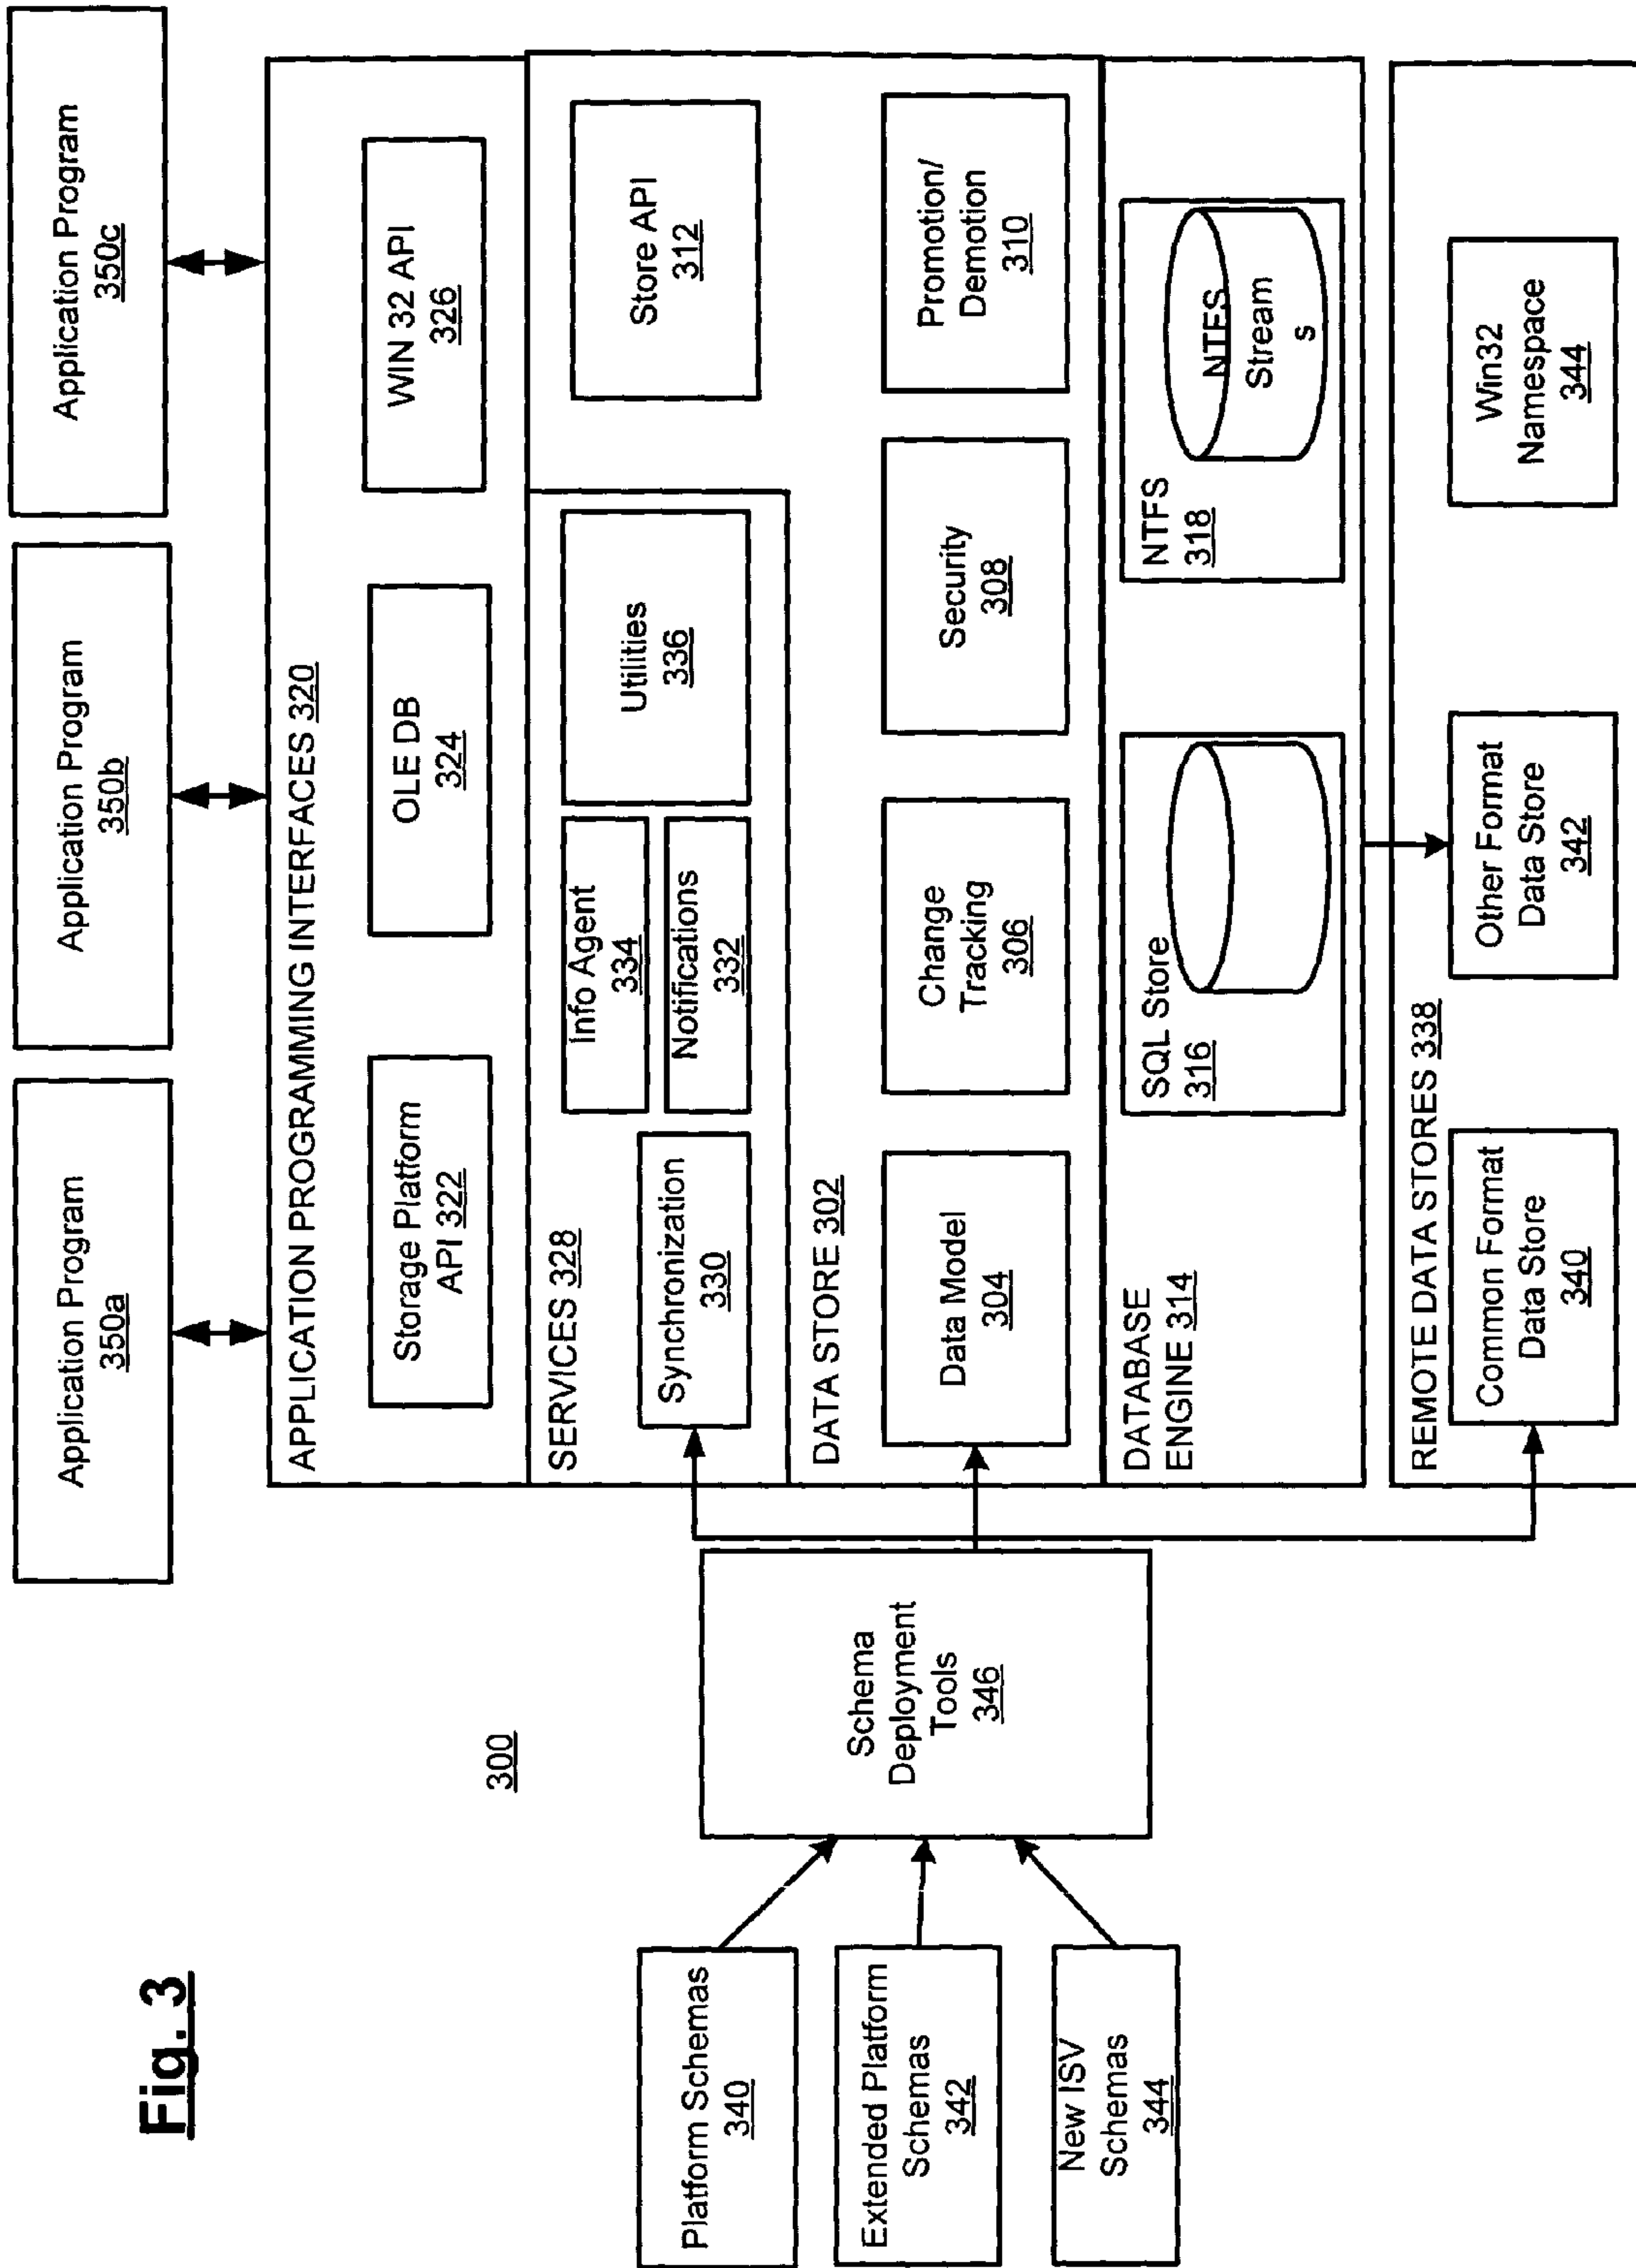 Fig. 3
300
Application Program
350a
Application Program
350b
Application Program
350c
APPLICATION PROGRAMMING INTERFACES 320
Storage Platform
API 322
OLE DB
324
WIN 32 API
326
SERVICES 328
Synchronization
330
Info Agent
334
Notifications
332
Utilities
336
Store API
312
DATA STORE 302
Data Model
304
Change
Tracking
306
Security
308
Promotion/
Demotion
310
DATABASE
ENGINE 314
SQL Store
316
NTFS
318
NTFS
Stream
s
REMOTE DATA STORES 338
Common Format
Data Store
340
Other Format
Data Store
342
Win32
Namespace
344
Schema
Deployment
Tools
346
Platform Schemas
340
Extended Platform
Schemas
342
New ISV
Schemas
344